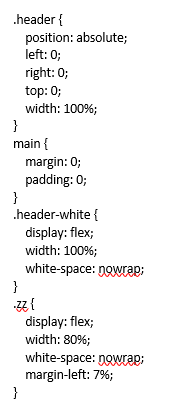 .header {
position: absolute;
left: 0;
right: 0;
top: 0;
width: 100%;
}
main {
margin: 0;
padding: 0;
}
.header-white {
display: flex;
width: 100%;
white-space: nowrap;
}
.zz {
display: flex;
width: 80%;
white-space: nowrap;
margin-left: 7%;
}